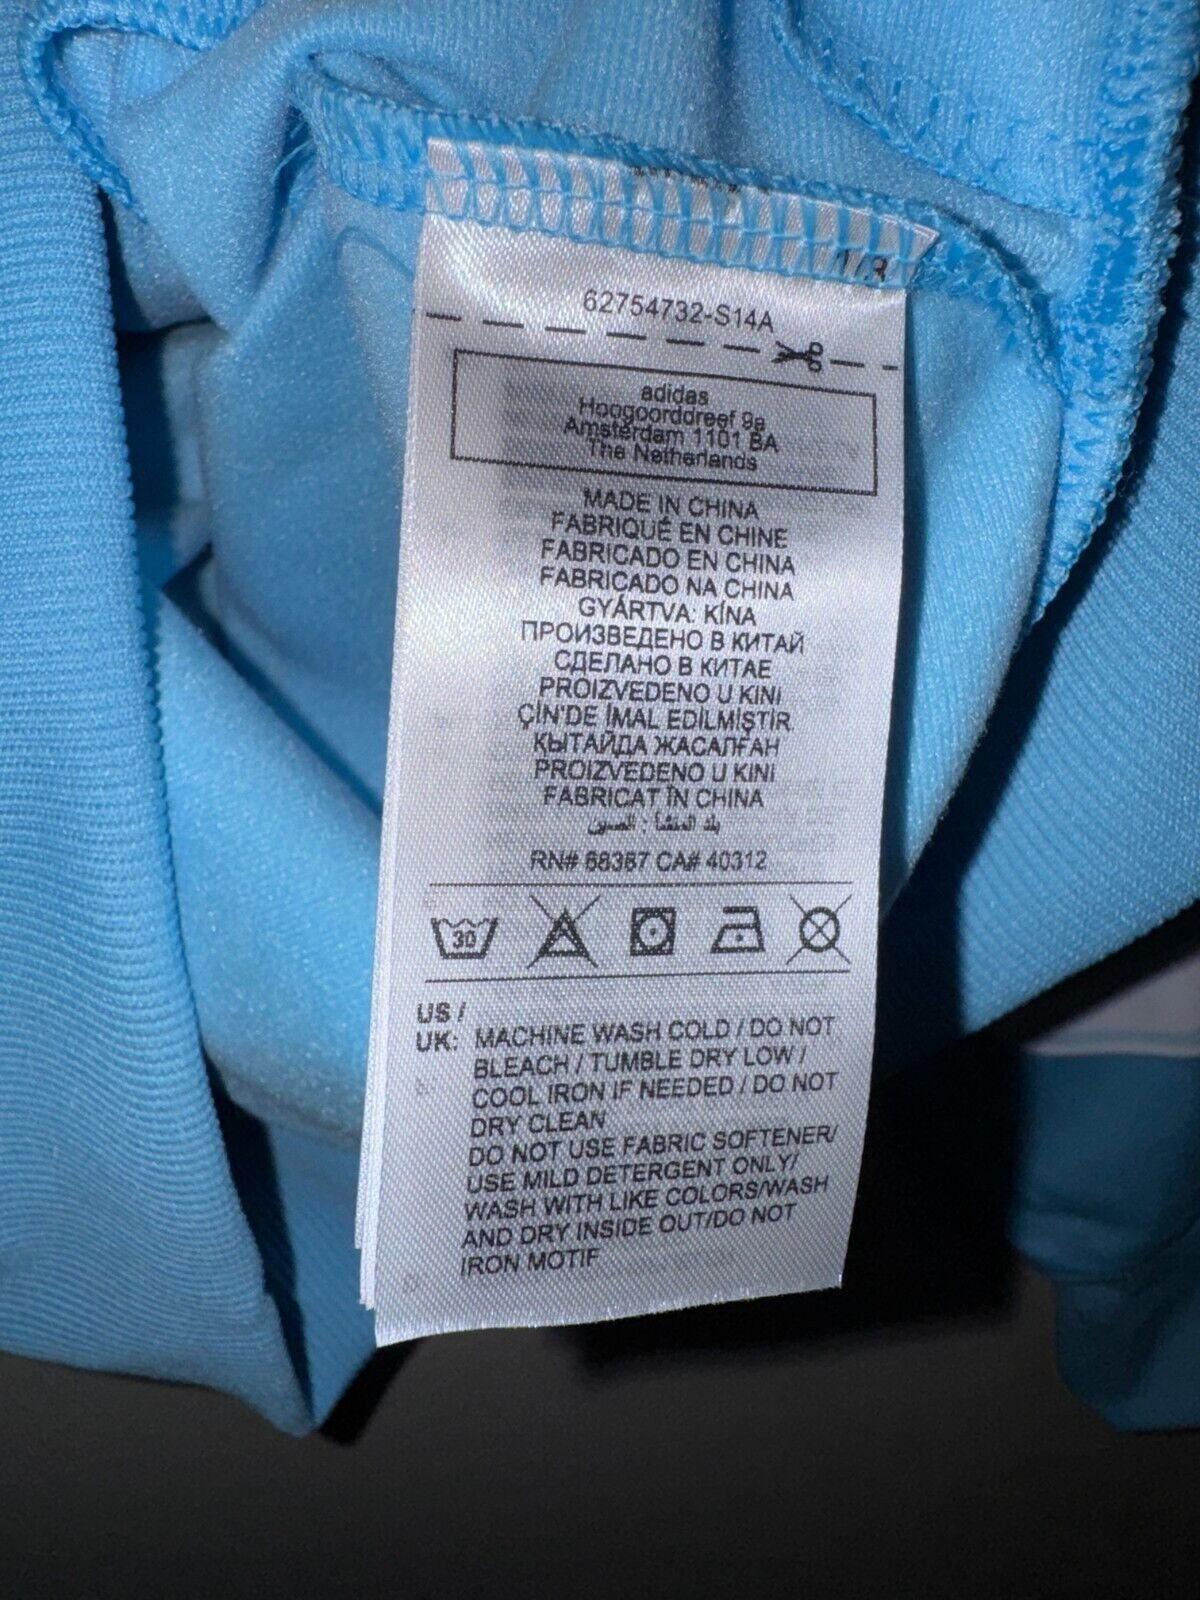 62754732-S14A
adidas
Hoogoorddreef 9a
Amsterdam 1101 BA
The Netherlands
MADE IN CHINA
FABRIQUÉ EN CHINE
FABRICADO EN CHINA
FABRICADO NA CHINA
GYÁRTVA: KÍNA
ПРОИЗВЕДЕНО В КИТАЙ
СДЕЛАНО В КИТАЕ
PROIZVEDENO U KINI
ÇİN'DE İMAL EDİLMİŞTİR
ҚЫТАЙДА ЖАСАЛҒАН
PROIZVEDENO U KINI
FABRICAT ÎN CHINA
بلد المنشأ : الصين
RN# 88387 CA# 40312
30
US /
UK: MACHINE WASH COLD / DO NOT
BLEACH / TUMBLE DRY LOW /
COOL IRON IF NEEDED / DO NOT
DRY CLEAN
DO NOT USE FABRIC SOFTENER/
USE MILD DETERGENT ONLY/
WASH WITH LIKE COLORS/WASH
AND DRY INSIDE OUT/DO NOT
IRON MOTIF